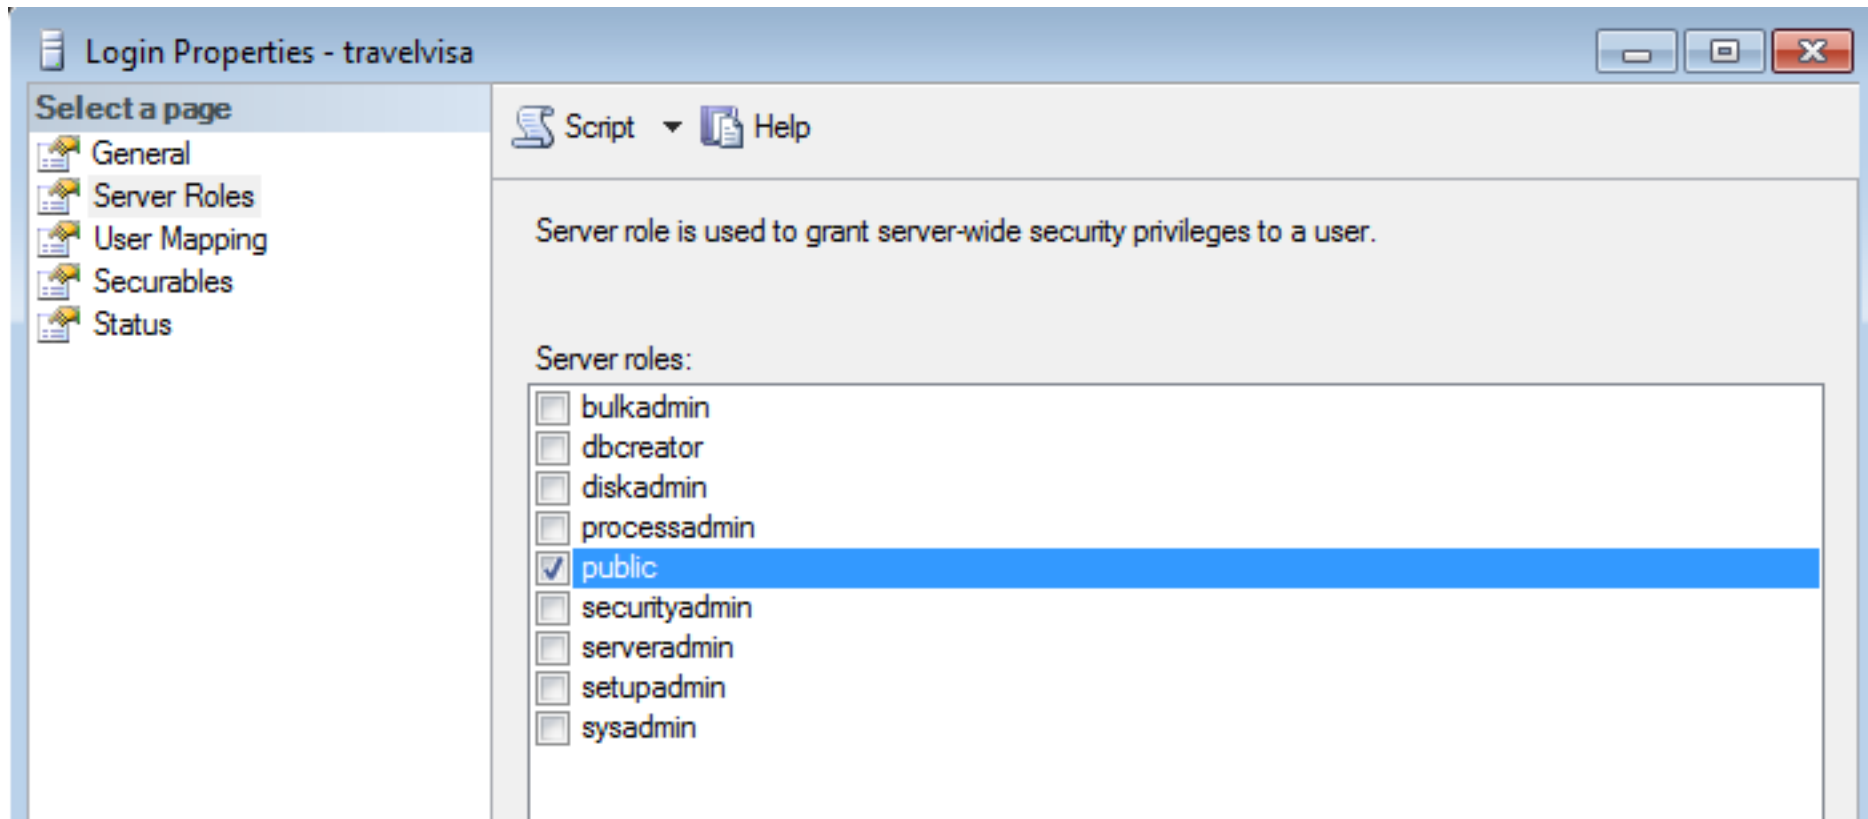 Login Properties - travelvisa
Select a page
General
Server Roles
User Mapping
Securables
Status
Script
Help
Server role is used to grant server-wide security privileges to a user.
Server roles:
bulkadmin
dbcreator
diskadmin
processadmin
public
securityadmin
serveradmin
setupadmin
sysadmin